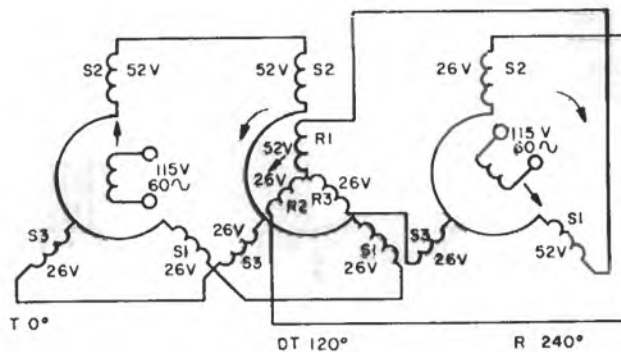 S2 52V
52V S2
26V S2
115V
60~
S3
26V
S1
26V
52V
R1
26V
R2
R3
26V
26V
S3
S1
26V
115V
60~
S3
26V
S1
52V
T 0°
DT 120°
R 240°